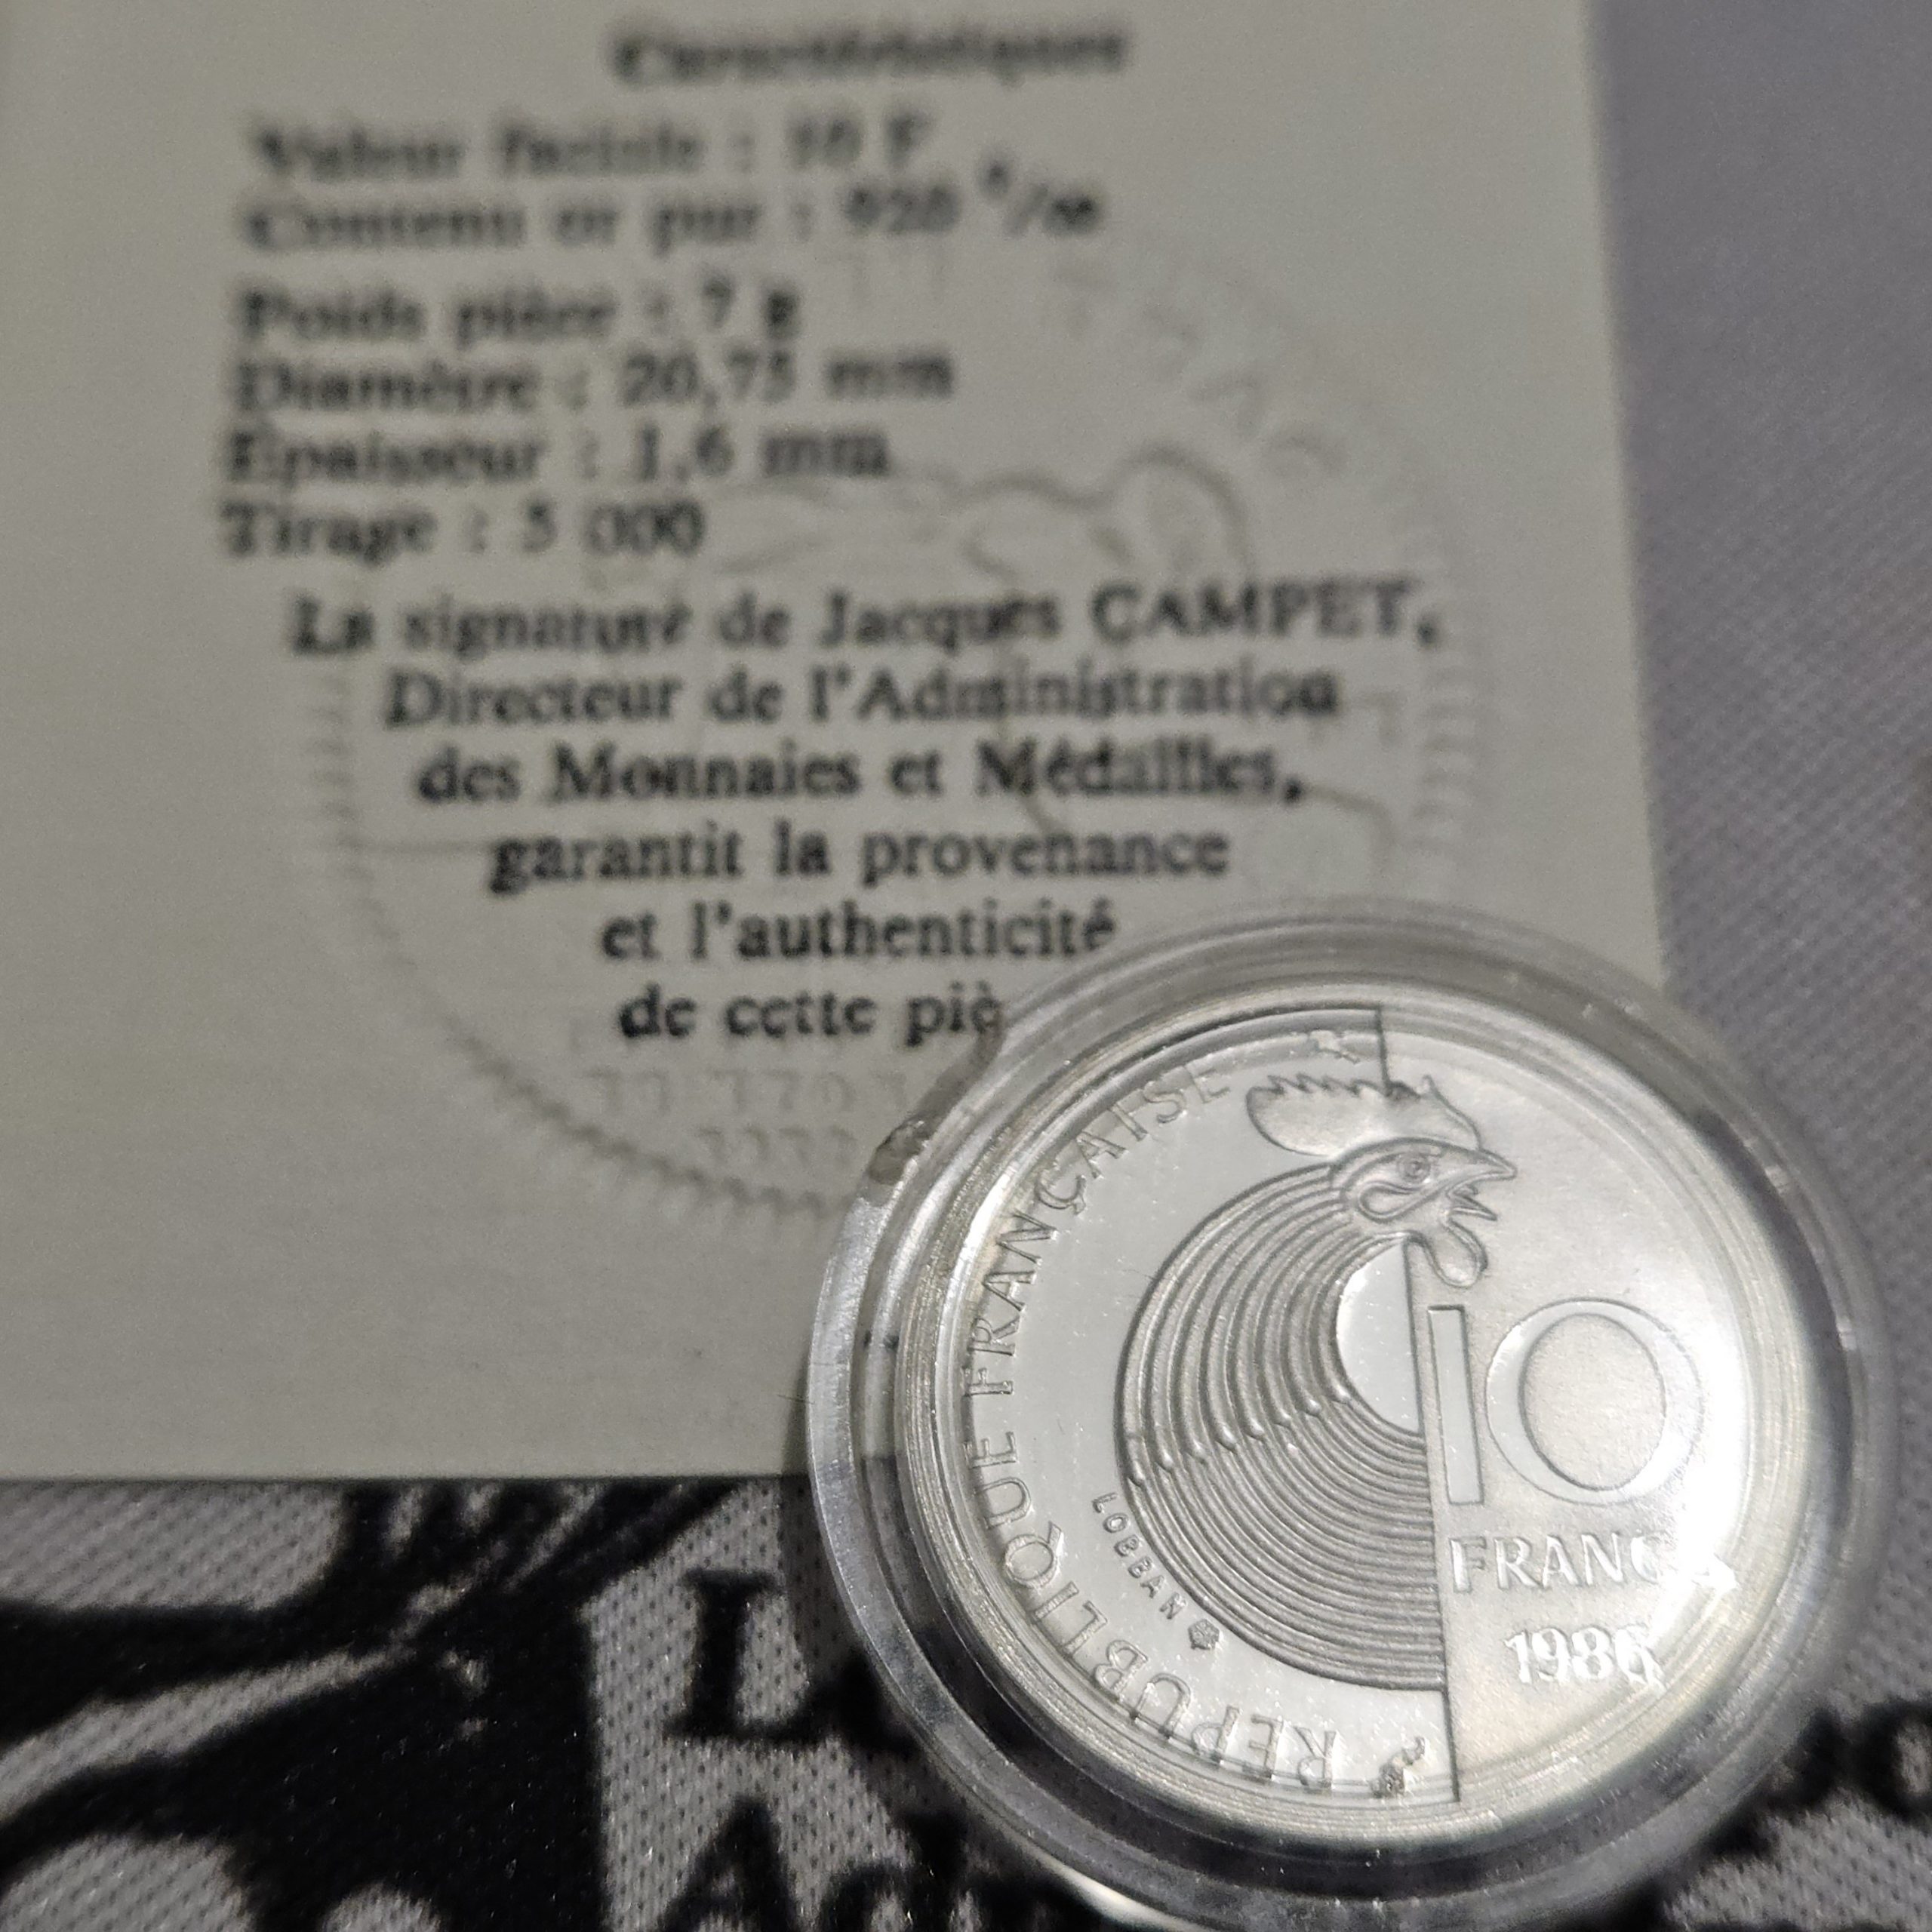 Caractéristiques
Valeur faciale : 10 F
Contenu or pur : 920 °/∞
Poids pièce : 7 g
Diamètre : 20,75 mm
Epaisseur : 1,6 mm
Tirage : 5 000
La signature de Jacques CAMPET,
Directeur de l'Administration
des Monnaies et Médailles,
garantit la provenance
et l'authenticité
de cette piè
REPUBLIQUE FRANÇAISE
LOBBAN
10
FRANC
1986